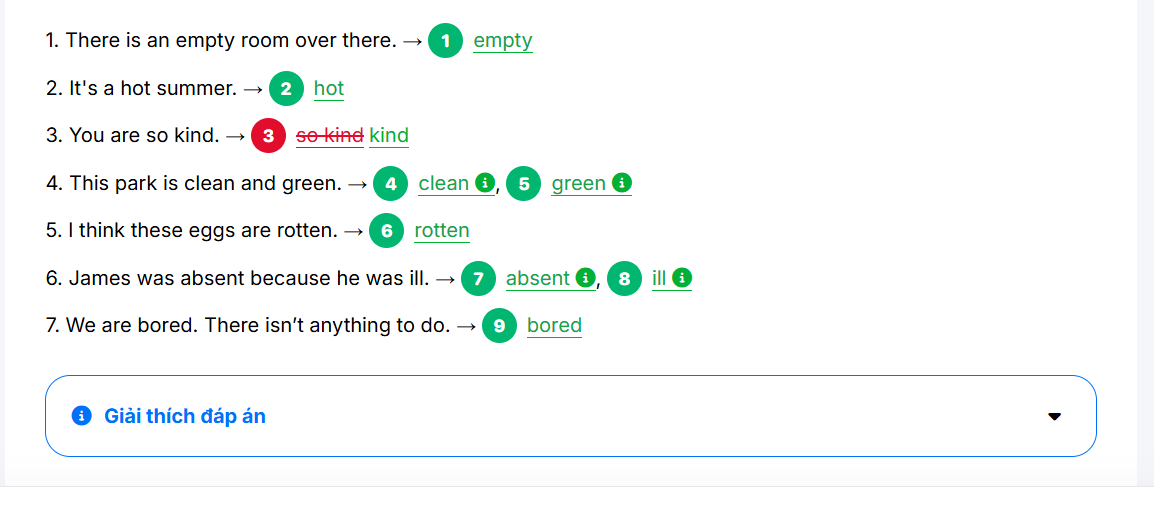 1. There is an empty room over there. → 1 empty
2. It's a hot summer. → 2 hot
3. You are so kind. → 3 so kind kind
4. This park is clean and green. → 4 clean, 5 green
5. I think these eggs are rotten. → 6 rotten
6. James was absent because he was ill. → 7 absent, 8 ill
7. We are bored. There isn’t anything to do. → 9 bored
Giải thích đáp án